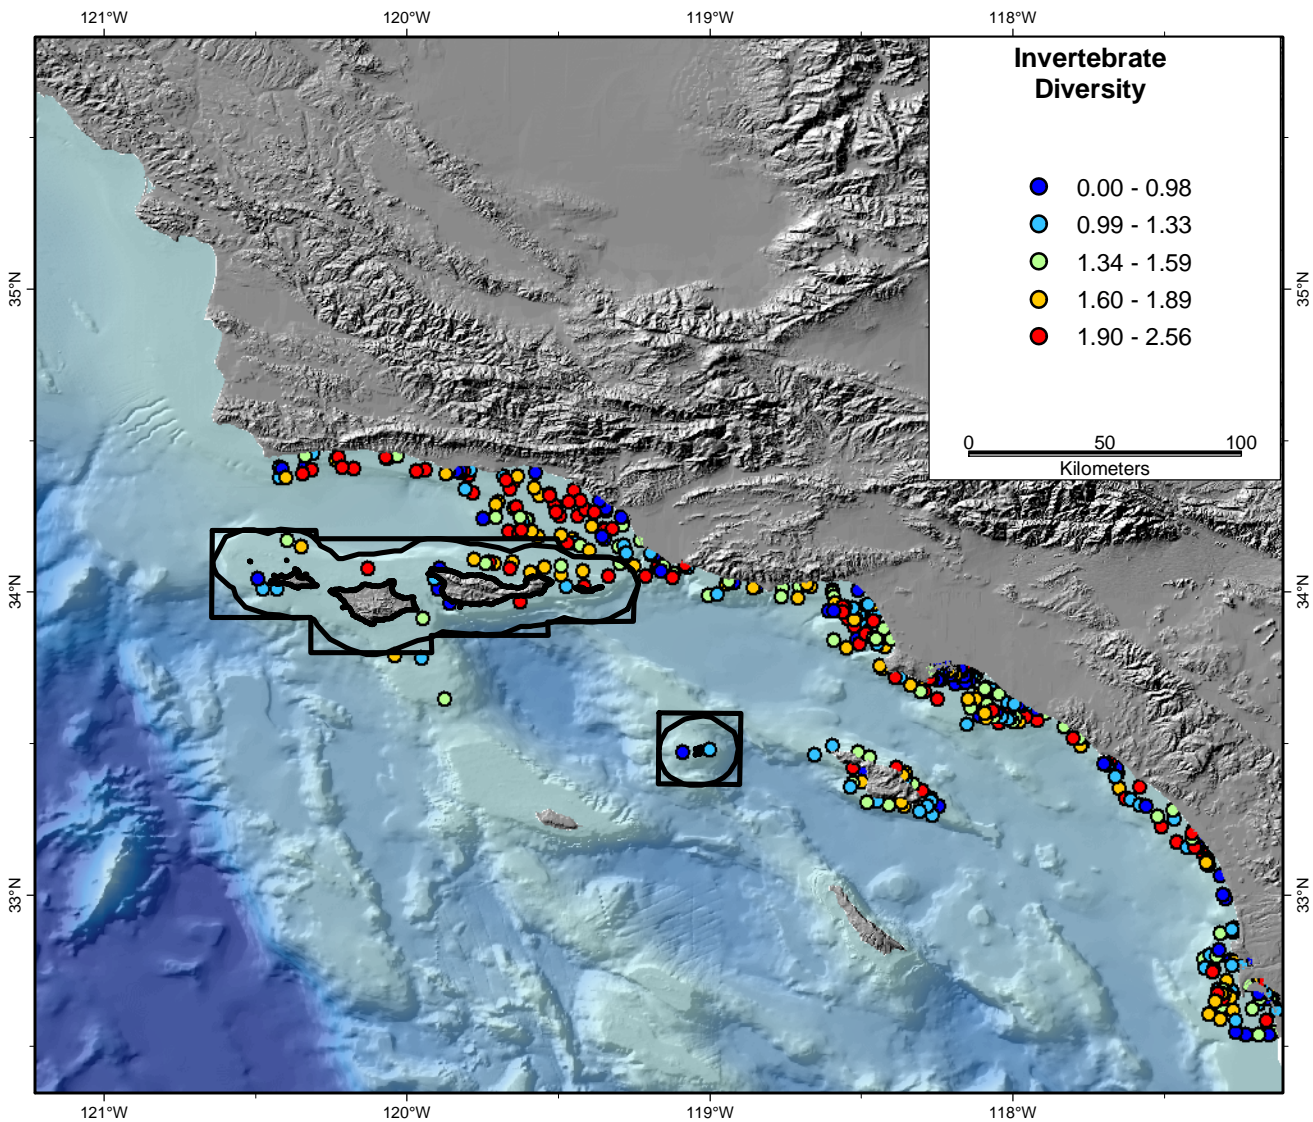 121°W 120°W 119°W 118°W
Invertebrate
Diversity
0.00 - 0.98
0.99 - 1.33
1.34 - 1.59
1.60 - 1.89
1.90 - 2.56
0 50 100
Kilometers
35°N 35°N
34°N 34°N
33°N 33°N
121°W 120°W 119°W 118°W